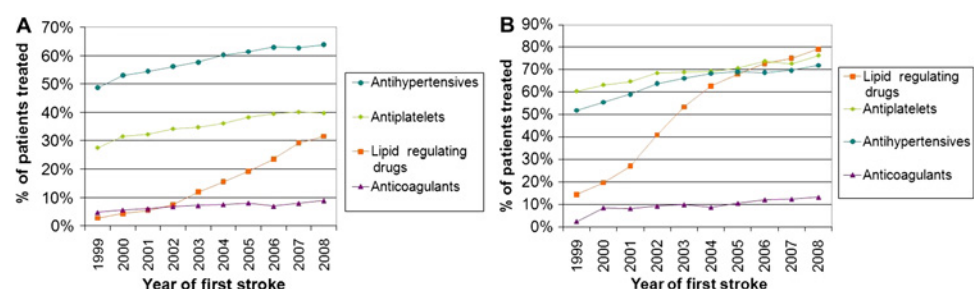 A
% of patients treated
70%
60%
50%
40%
30%
20%
10%
0%
1999
2000
2001
2002
2003
2004
2005
2006
2007
2008
Year of first stroke
Antihypertensives
Antiplatelets
Lipid regulating
drugs
Anticoagulants
B
% of patients treated
90%
80%
70%
60%
50%
40%
30%
20%
10%
0%
1999
2000
2001
2002
2003
2004
2005
2006
2007
2008
Year of first stroke
Lipid regulating
drugs
Antiplatelets
Antihypertensives
Anticoagulants